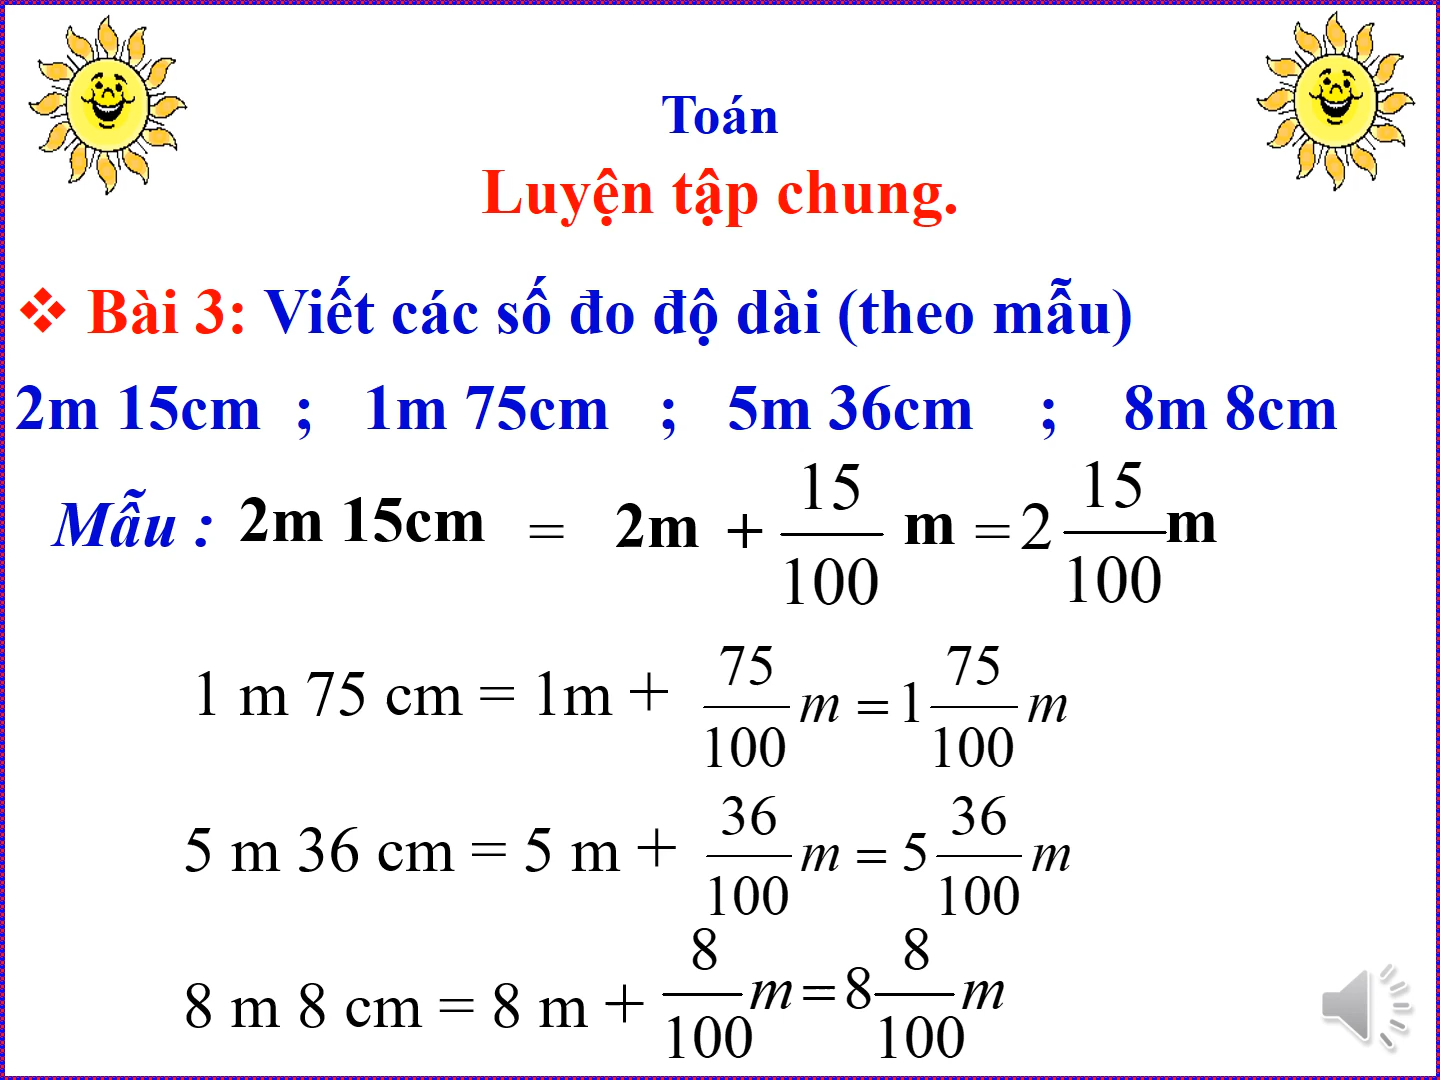 Toán
Luyện tập chung.
❖ Bài 3: Viết các số đo độ dài (theo mẫu)
2m 15cm ; 1m 75cm ; 5m 36cm ; 8m 8cm
Mẫu : 2m 15cm = 2m + 15/100 m = 2 15/100 m
1 m 75 cm = 1m + 75/100 m = 1 75/100 m
5 m 36 cm = 5 m + 36/100 m = 5 36/100 m
8 m 8 cm = 8 m + 8/100 m = 8 8/100 m